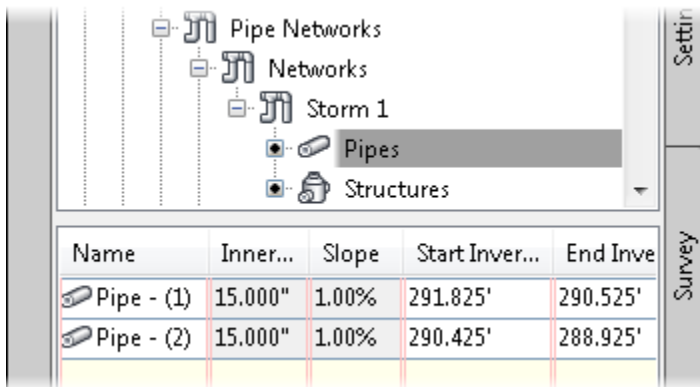 Pipe Networks
Networks
Storm 1
Pipes
Structures
Settin
Survey
Name Inner... Slope Start Inver... End Inve
Pipe - (1) 15.000" 1.00% 291.825' 290.525'
Pipe - (2) 15.000" 1.00% 290.425' 288.925'